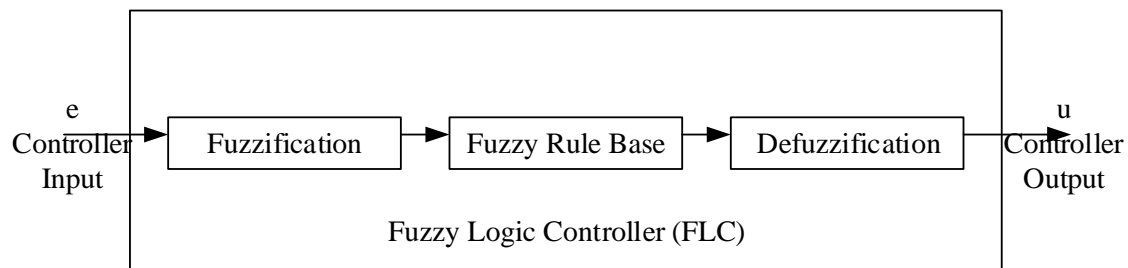 e
Controller
Input
Fuzzification
Fuzzy Rule Base
Defuzzification
u
Controller
Output
Fuzzy Logic Controller (FLC)